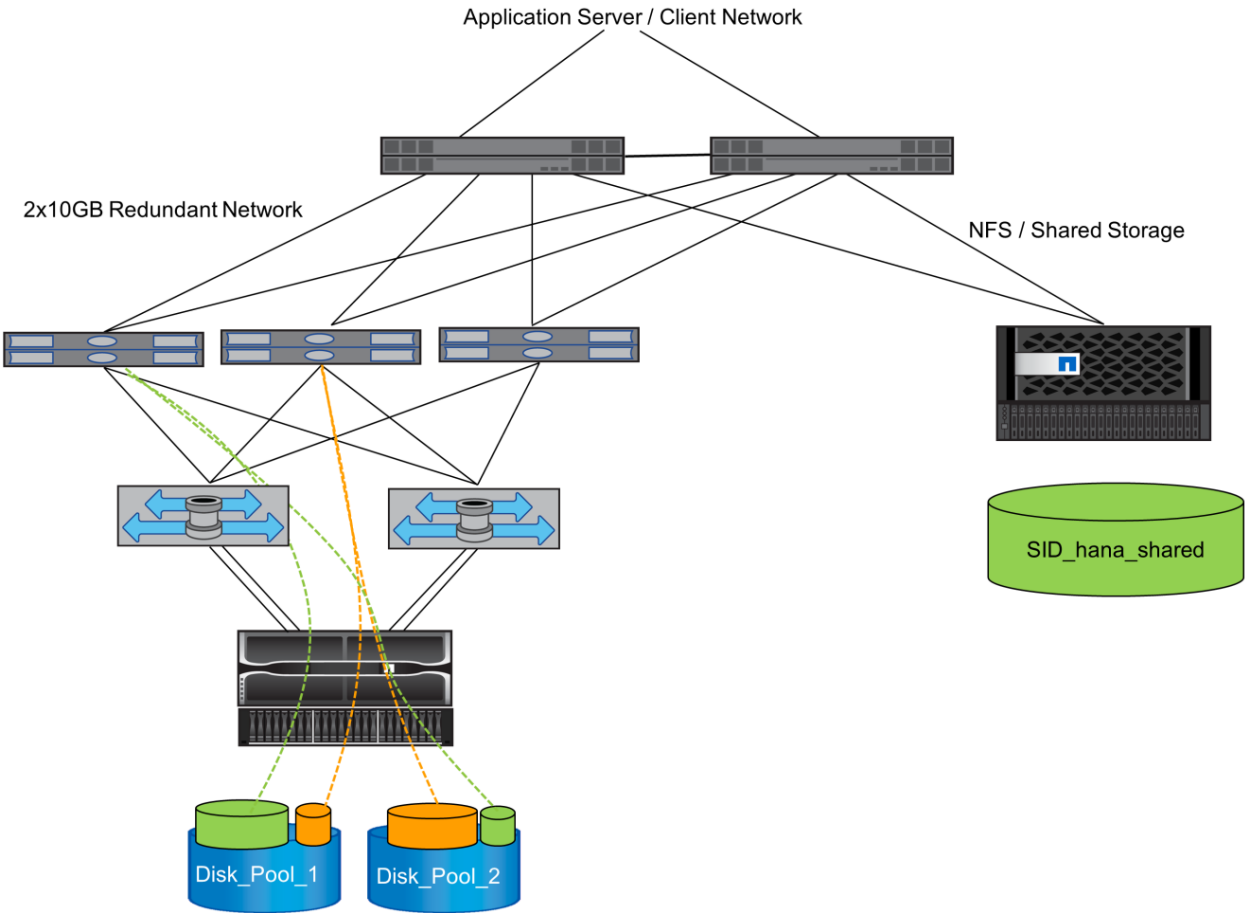 Application Server / Client Network
2x10GB Redundant Network
NFS / Shared Storage
SID_hana_shared
Disk_Pool_1
Disk_Pool_2